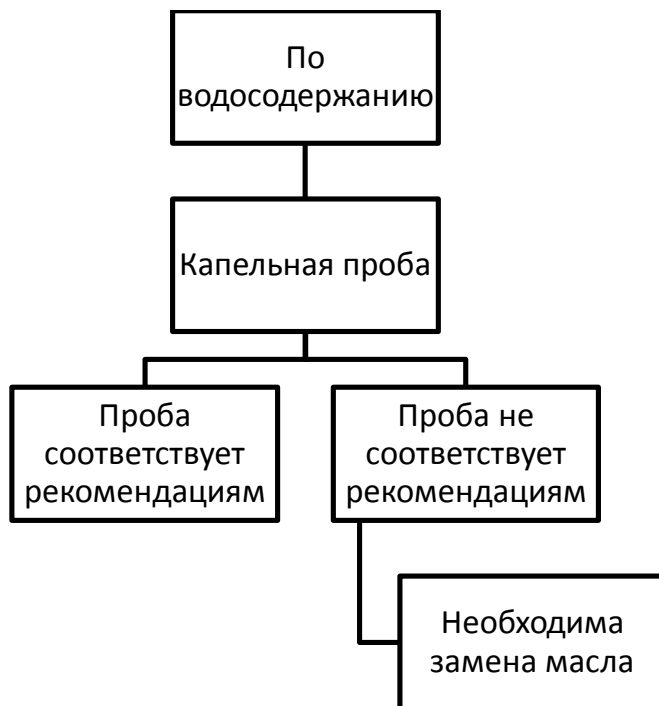 По
водосодержанию
Капельная проба
Проба
соответствует
рекомендациям
Проба не
соответствует
рекомендациям
Необходима
замена масла